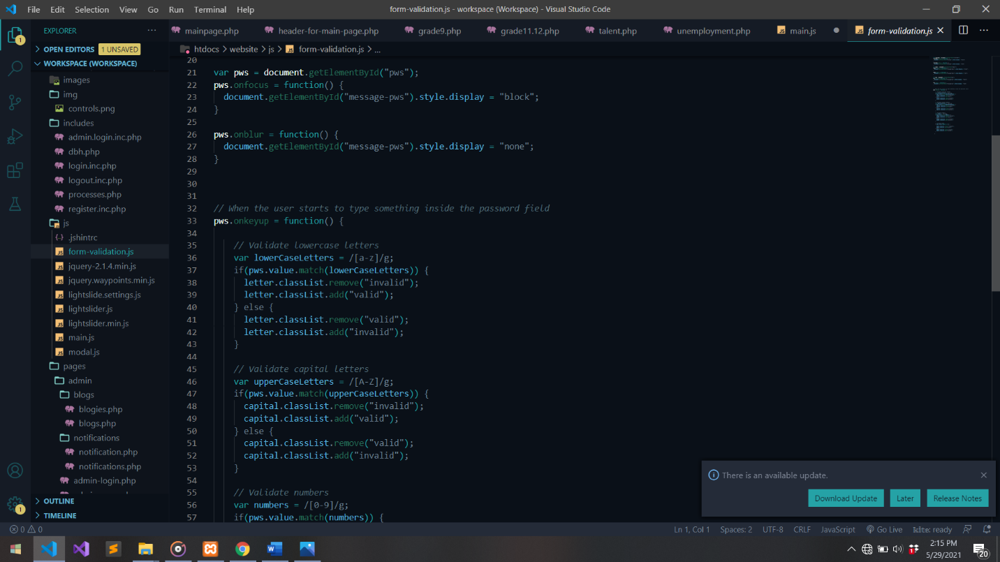 File Edit Selection View Go Run Terminal Help
form-validation.js - workspace (Workspace) - Visual Studio Code
EXPLORER
mainpage.php
header-for-main-page.php
grade9.php
grade11.12.php
talent.php
unemployment.php
main.js
form-validation.js
OPEN EDITORS 1 UNSAVED
WORKSPACE (WORKSPACE)
images
img
controls.png
includes
admin.login.inc.php
dbh.php
login.inc.php
logout.inc.php
processes.php
register.inc.php
js
.jshintrc
form-validation.js
jquery-2.1.4.min.js
jquery.waypoints.min.js
lightslide.settings.js
lightslider.js
lightslider.min.js
main.js
modal.js
pages
admin
blogs
blogies.php
blogs.php
notifications
notification.php
notifications.php
admin-login.php
OUTLINE
TIMELINE
htdocs > website > js > form-validation.js > ...
20
21 var pws = document.getElementById("pws");
22 pws.onfocus = function() {
23 document.getElementById("message-pws").style.display = "block";
24 }
25
26 pws.onblur = function() {
27 document.getElementById("message-pws").style.display = "none";
28 }
29
30
31
32 // When the user starts to type something inside the password field
33 pws.onkeyup = function() {
34
35 // Validate lowercase letters
36 var lowerCaseLetters = /[a-z]/g;
37 if(pws.value.match(lowerCaseLetters)) {
38 letter.classList.remove("invalid");
39 letter.classList.add("valid");
40 } else {
41 letter.classList.remove("valid");
42 letter.classList.add("invalid");
43 }
44
45 // Validate capital letters
46 var upperCaseLetters = /[A-Z]/g;
47 if(pws.value.match(upperCaseLetters)) {
48 capital.classList.remove("invalid");
49 capital.classList.add("valid");
50 } else {
51 capital.classList.remove("valid");
52 capital.classList.add("invalid");
53 }
54
55 // Validate numbers
56 var numbers = /[0-9]/g;
57 if(pws.value.match(numbers)) {
There is an available update.
Download Update Later Release Notes
0 0
Ln 1, Col 1 Spaces: 2 UTF-8 CRLF JavaScript Go Live kite: ready
2:15 PM
5/29/2021
20